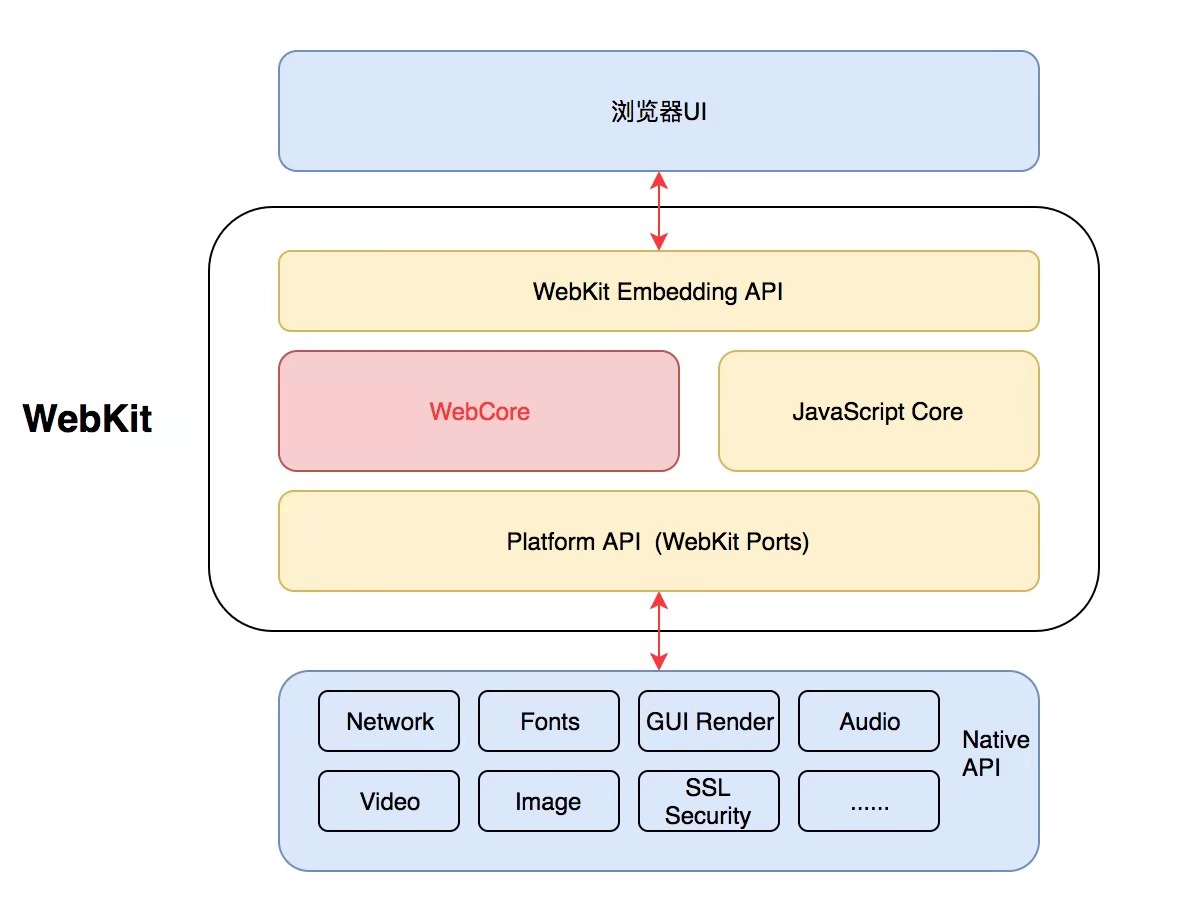 浏览器UI
WebKit Embedding API
WebCore
JavaScript Core
WebKit
Platform API (WebKit Ports)
Network
Fonts
GUI Render
Audio
Native
API
Video
Image
SSL
Security
......